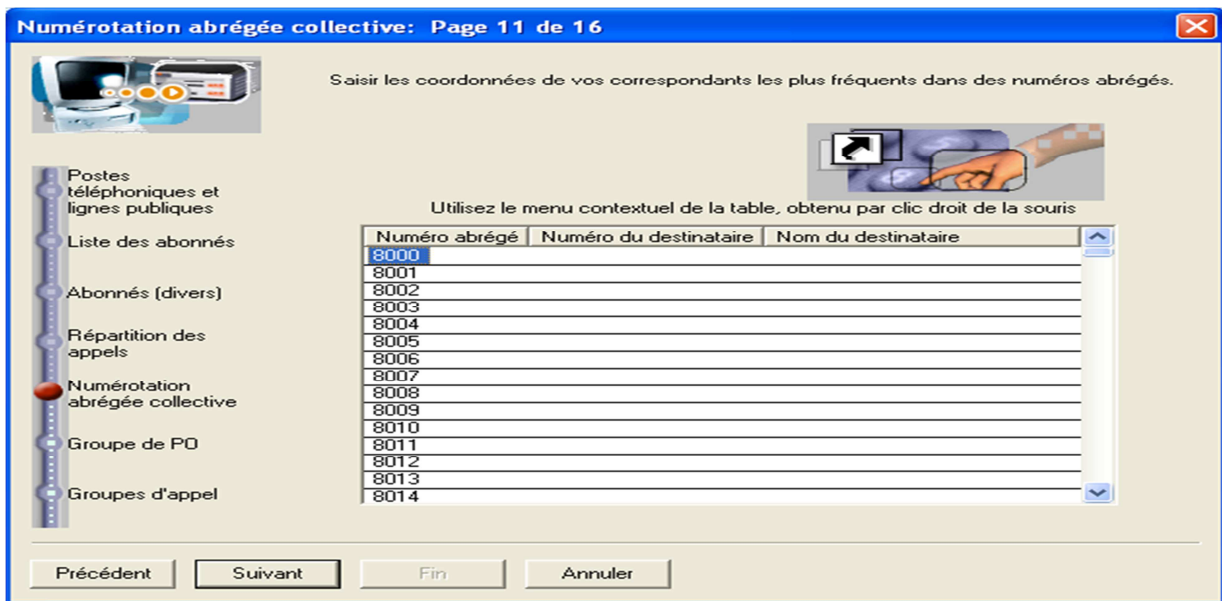 Numérotation abrégée collective: Page 11 de 16
Saisir les coordonnées de vos correspondants les plus fréquents dans des numéros abrégés.
Postes
téléphoniques et
lignes publiques
Liste des abonnés
Abonnés (divers)
Répartition des
appels
Numérotation
abrégée collective
Groupe de PO
Groupes d'appel
Utilisez le menu contextuel de la table, obtenu par clic droit de la souris
Numéro abrégé Numéro du destinataire Nom du destinataire
8000
8001
8002
8003
8004
8005
8006
8007
8008
8009
8010
8011
8012
8013
8014
Précédent Suivant Fin Annuler